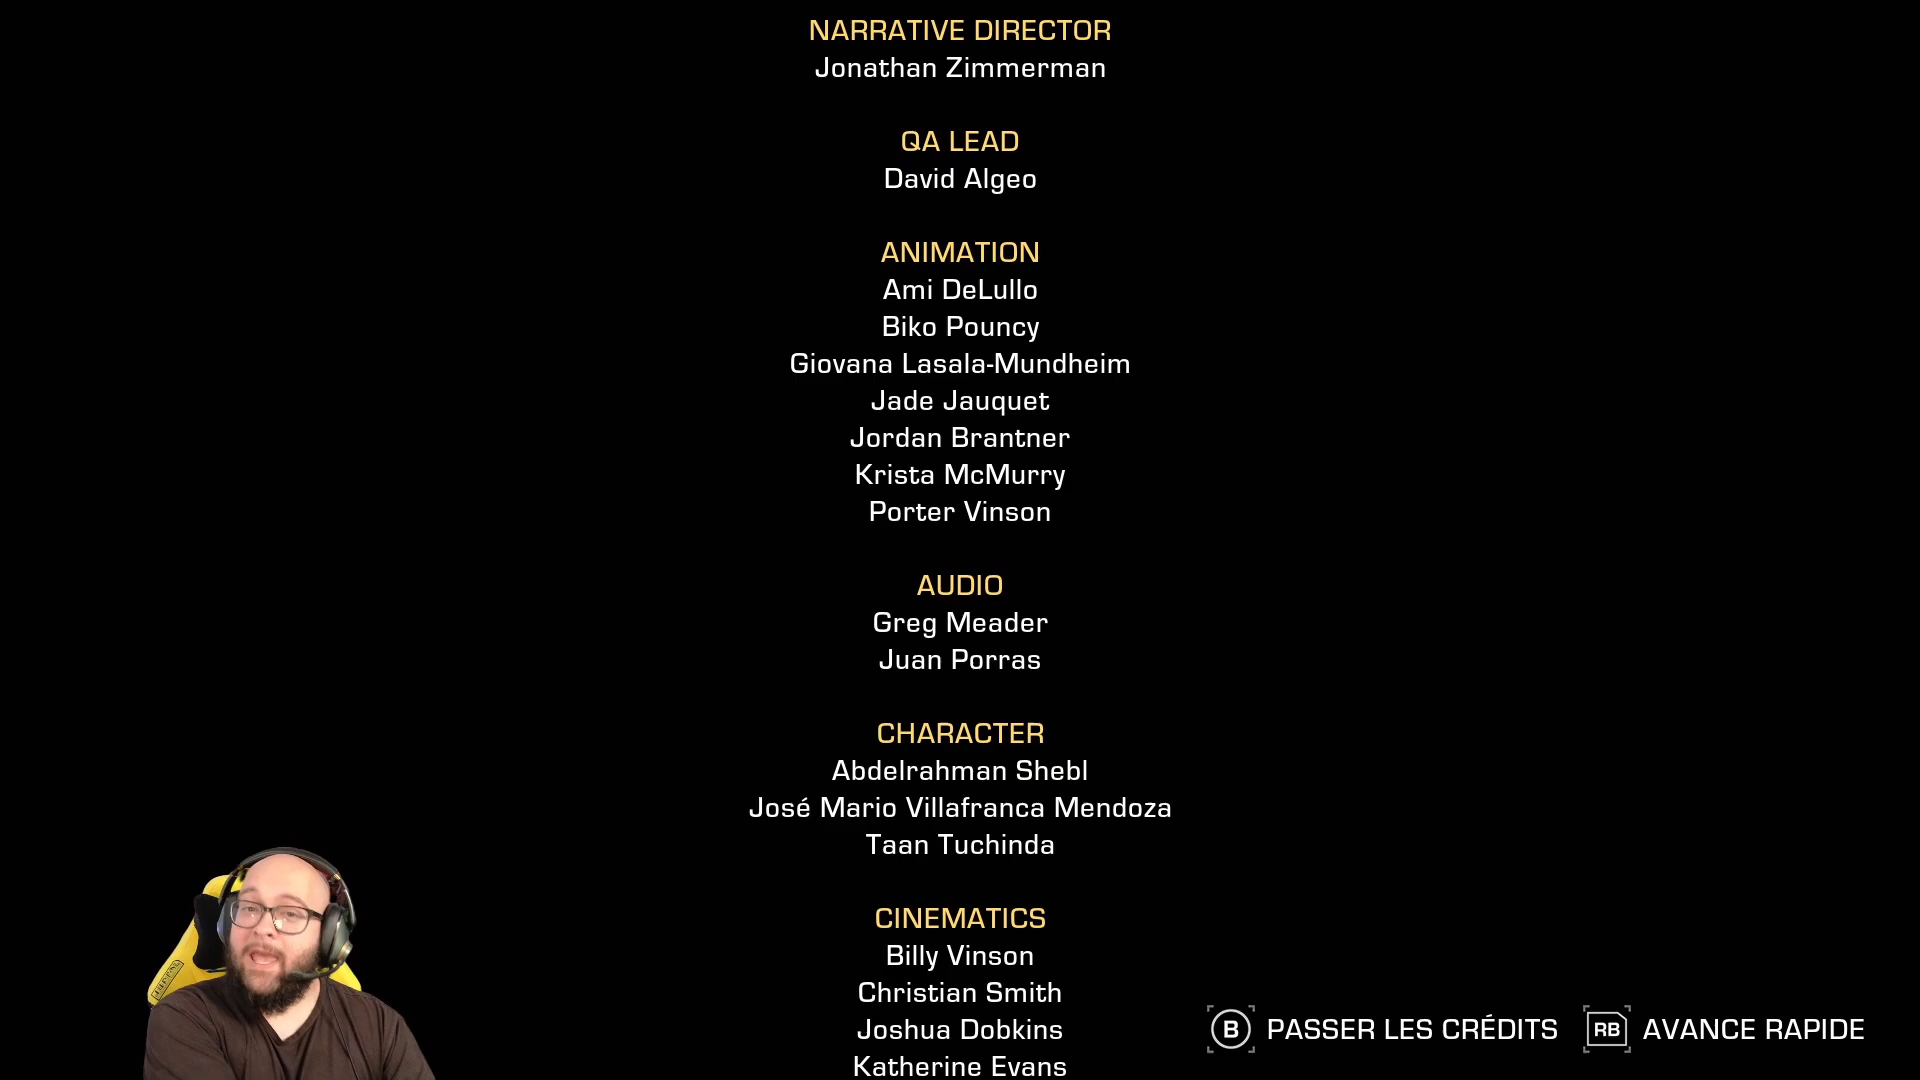 NARRATIVE DIRECTOR
Jonathan Zimmerman
QA LEAD
David Algeo
ANIMATION
Ami DeLullo
Biko Pouncy
Giovana Lasala-Mundheim
Jade Jauquet
Jordan Brantner
Krista McMurry
Porter Vinson
AUDIO
Greg Meader
Juan Porras
CHARACTER
Abdelrahman Shebl
José Mario Villafranca Mendoza
Taan Tuchinda
CINEMATICS
Billy Vinson
Christian Smith
Joshua Dobkins
Katherine Evans
B PASSER LES CRÉDITS RB AVANCE RAPIDE